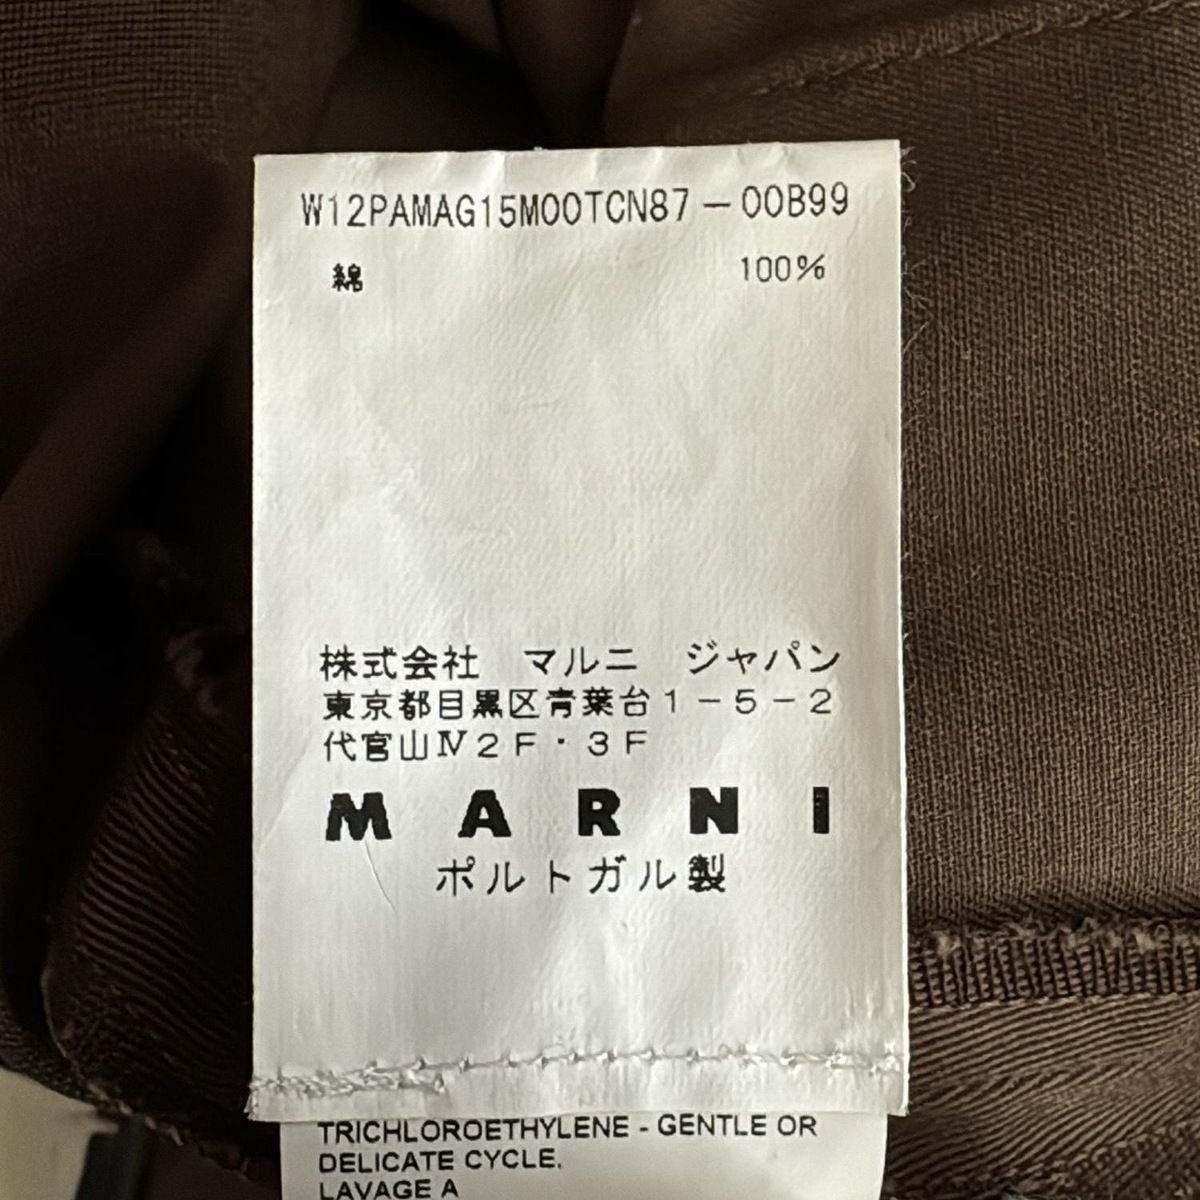 W12PAMAG15M00TCN87-00B99
綿 100%
株式会社 マルニ ジャパン
東京都目黒区青葉台1-5-2
代官山Ⅳ2F・3F
MARNI
ポルトガル製
TRICHLOROETHYLENE - GENTLE OR
DELICATE CYCLE.
LAVAGE A